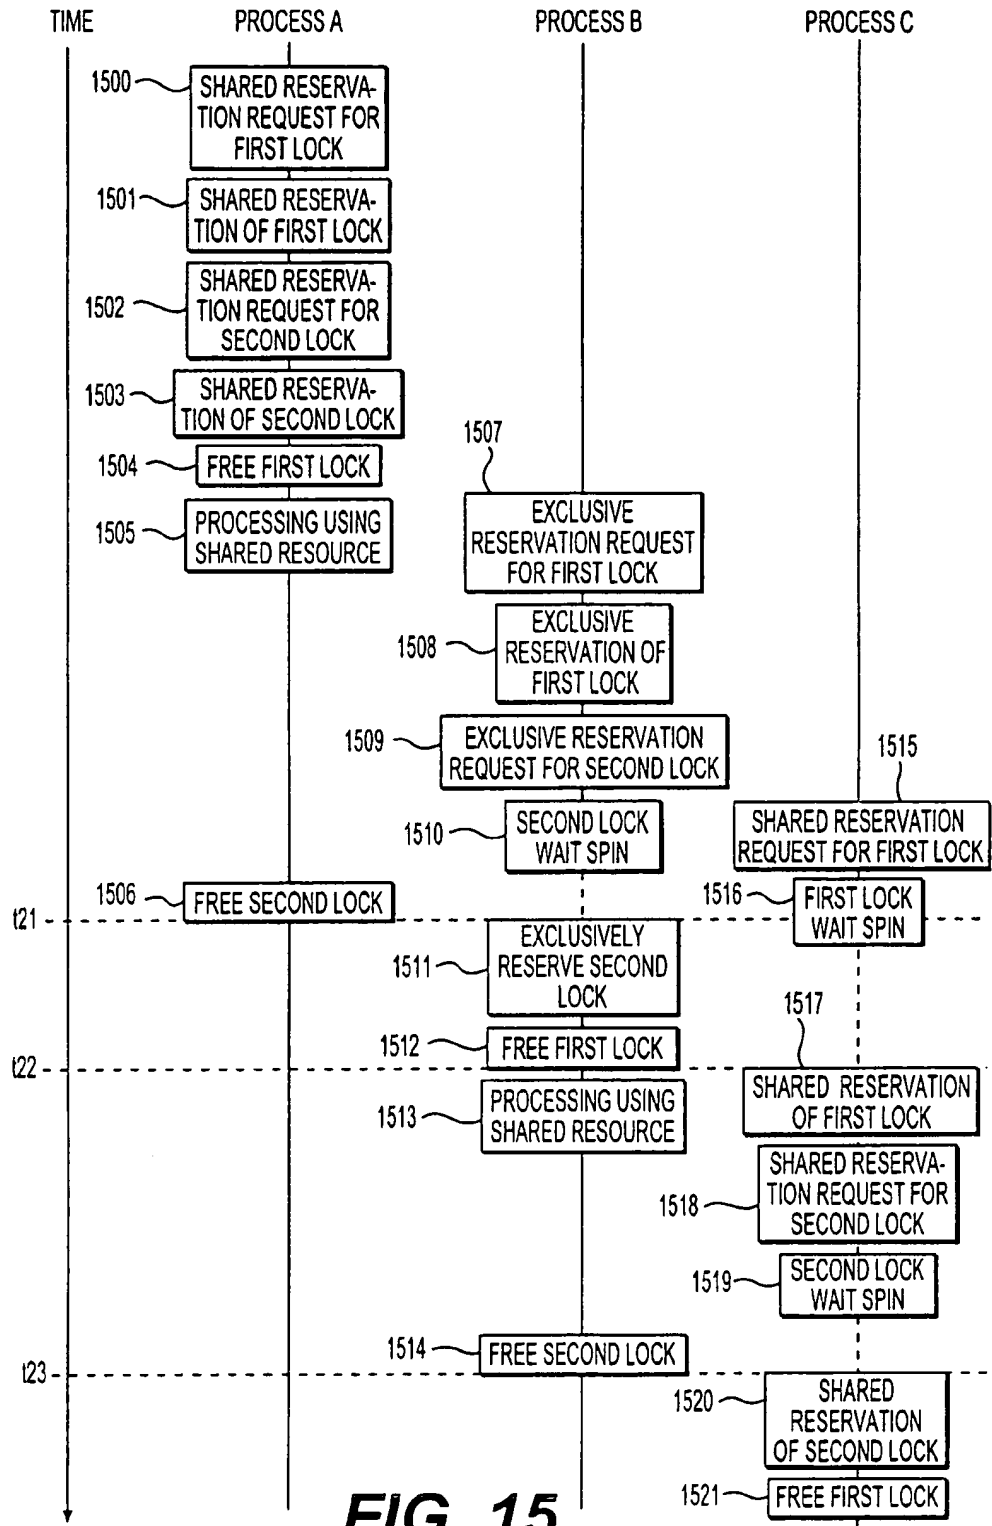 TIME
PROCESS A
PROCESS B
PROCESS C
1500
SHARED RESERVA-
TION REQUEST FOR
FIRST LOCK
1501
SHARED RESERVA-
TION OF FIRST LOCK
1502
SHARED RESERVA-
TION REQUEST FOR
SECOND LOCK
1503
SHARED RESERVA-
TION OF SECOND LOCK
1504
FREE FIRST LOCK
1505
PROCESSING USING
SHARED RESOURCE
1507
EXCLUSIVE
RESERVATION REQUEST
FOR FIRST LOCK
1508
EXCLUSIVE
RESERVATION OF
FIRST LOCK
1509
EXCLUSIVE RESERVATION
REQUEST FOR SECOND LOCK
1510
SECOND LOCK
WAIT SPIN
1515
SHARED RESERVATION
REQUEST FOR FIRST LOCK
1506
FREE SECOND LOCK
1516
FIRST LOCK
WAIT SPIN
t21
1511
EXCLUSIVELY
RESERVE SECOND
LOCK
1512
FREE FIRST LOCK
t22
1517
SHARED RESERVATION
OF FIRST LOCK
1513
PROCESSING USING
SHARED RESOURCE
1518
SHARED RESERVA-
TION REQUEST FOR
SECOND LOCK
1519
SECOND LOCK
WAIT SPIN
1514
FREE SECOND LOCK
t23
1520
SHARED
RESERVATION
OF SECOND LOCK
1521
FREE FIRST LOCK
FIG. 15